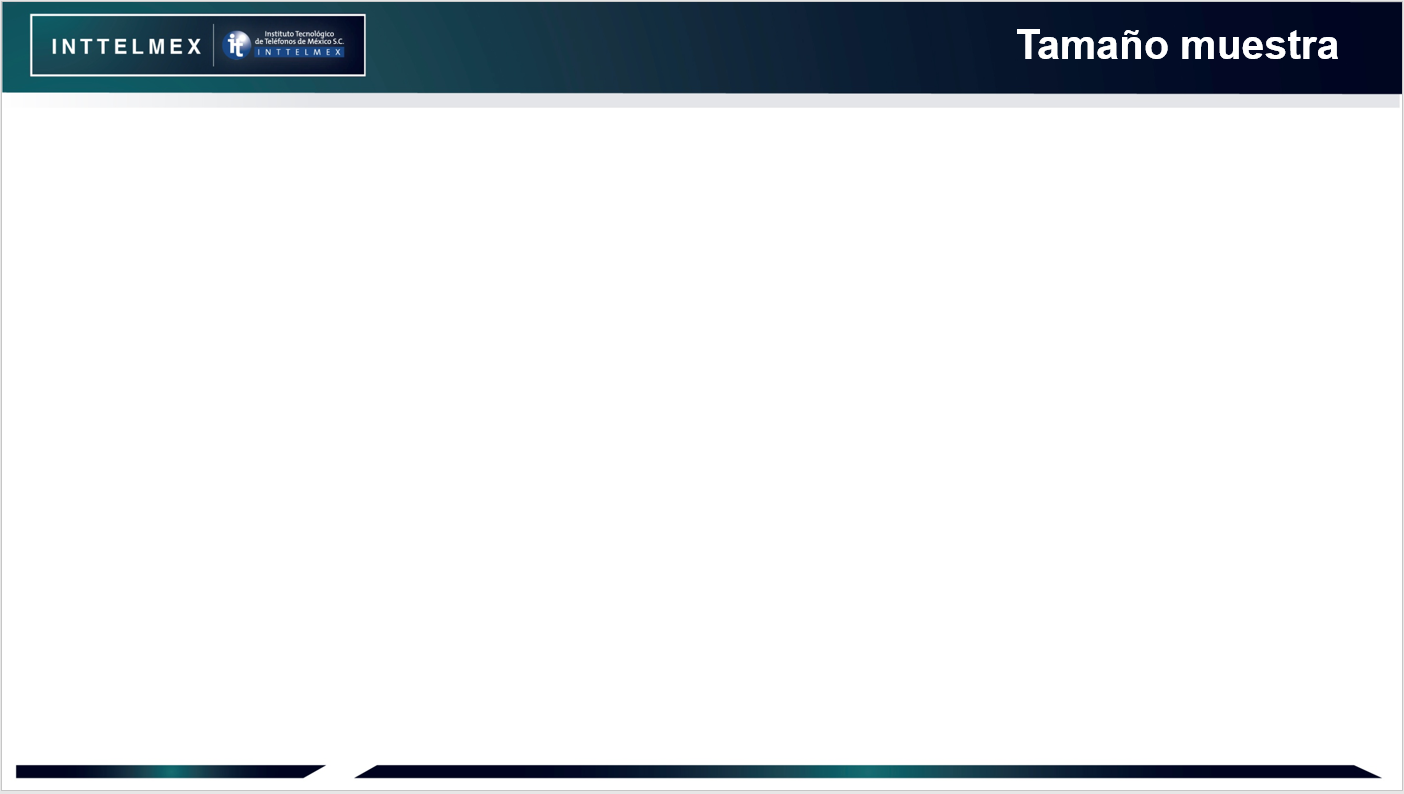 INTTELMEX
Instituto Tecnológico
de Teléfonos de México S.C.
INTTELMEX
Tamaño muestra